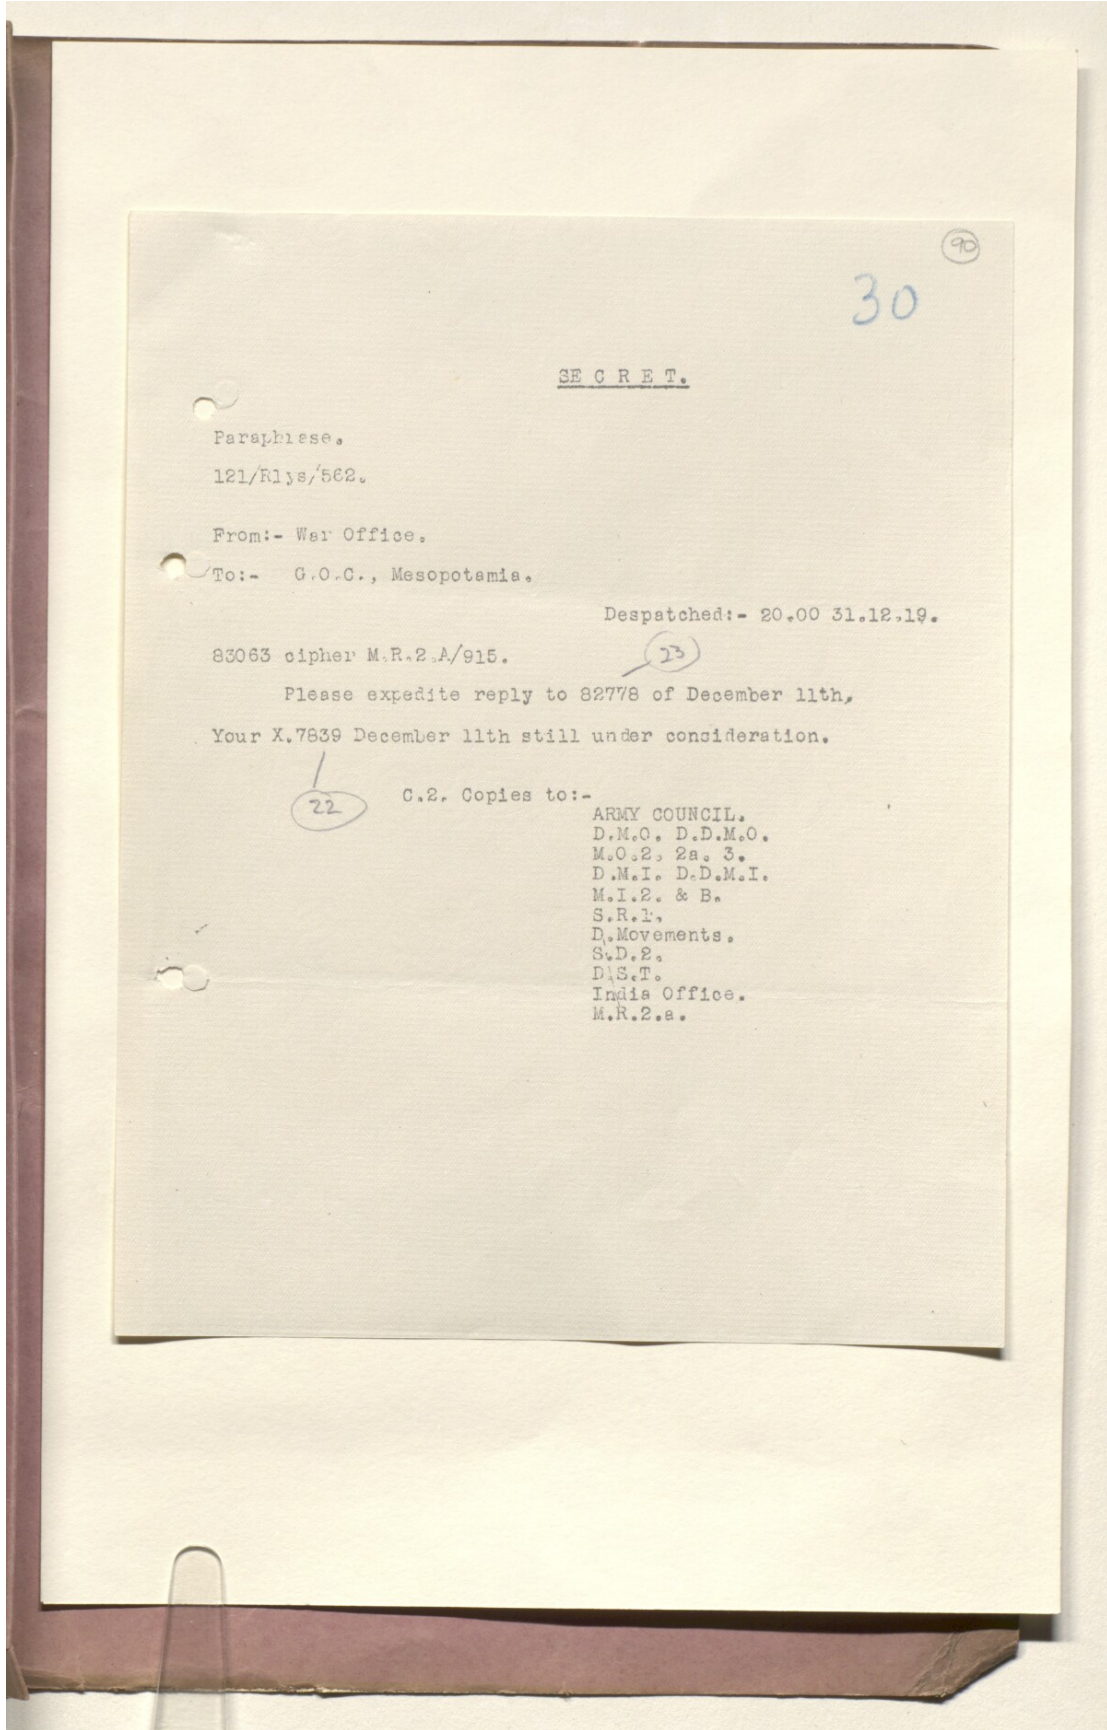 90
30
SE C R E T.
Paraphrase.
121/Rlys/562.
From:- War Office.
To:- G.O.C., Mesopotamia.
Despatched:- 20.00 31.12.19.
83063 cipher M.R.2.A/915.
23
Please expedite reply to 82778 of December 11th.
Your X.7839 December 11th still under consideration.
22
C.2. Copies to:-
ARMY COUNCIL.
D.M.O. D.D.M.O.
M.O.2, 2a. 3.
D.M.I. D.D.M.I.
M.I.2. & B.
S.R.1.
D.Movements.
S.D.2.
D.S.T.
India Office.
M.R.2.a.